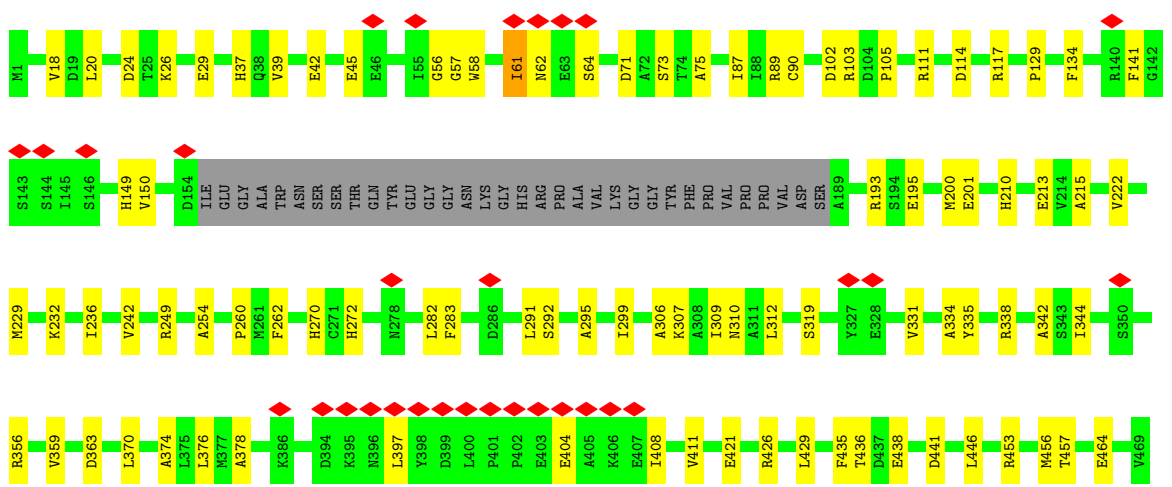 M1 V18 D19 L20 D24 T25 K26 E29 H37 Q38 V39 E42 E45 E46 I55 G56 G57 W58 I61 N62 E63 S64 D71 A72 S73 T74 A75 I87 I88 R89 C90 D102 R103 D104 P105 R111 D114 R117 P129 F134 R140 F141 G142
S143 S144 I145 S146 H149 V150 D154 ILE GLU GLY ALA TRP ASN SER SER THR GLN TYR GLU GLY GLY ASN LYS GLY HIS ARG PRO ALA VAL LYS GLY GLY TYR PHE PRO VAL PRO PRO VAL ASP SER A189 R193 S194 E195 M200 E201 H210 E213 V214 A215 V222
M229 K232 I236 V242 R249 A254 P260 M261 F262 H270 C271 H272 N278 L282 F283 D286 L291 S292 A295 I299 A306 K307 A308 I309 N310 A311 L312 S319 Y327 E328 V331 A334 Y335 R338 A342 S343 I344 S350
R356 V359 D363 L370 A374 L375 L376 M377 A378 K386 D394 K395 N396 L397 Y398 D399 L400 P401 P402 E403 E404 A405 K406 E407 I408 V411 E421 R426 L429 F435 T436 D437 E438 D441 L446 R453 M456 T457 E464 V469